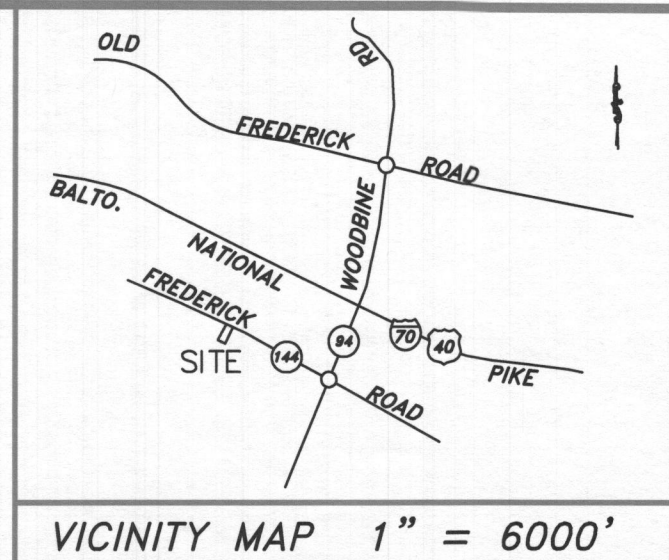 OLD
RD
FREDERICK
ROAD
BALTO.
WOODBINE
NATIONAL
FREDERICK
SITE
144
94
70
40
PIKE
ROAD
VICINITY MAP 1" = 6000'